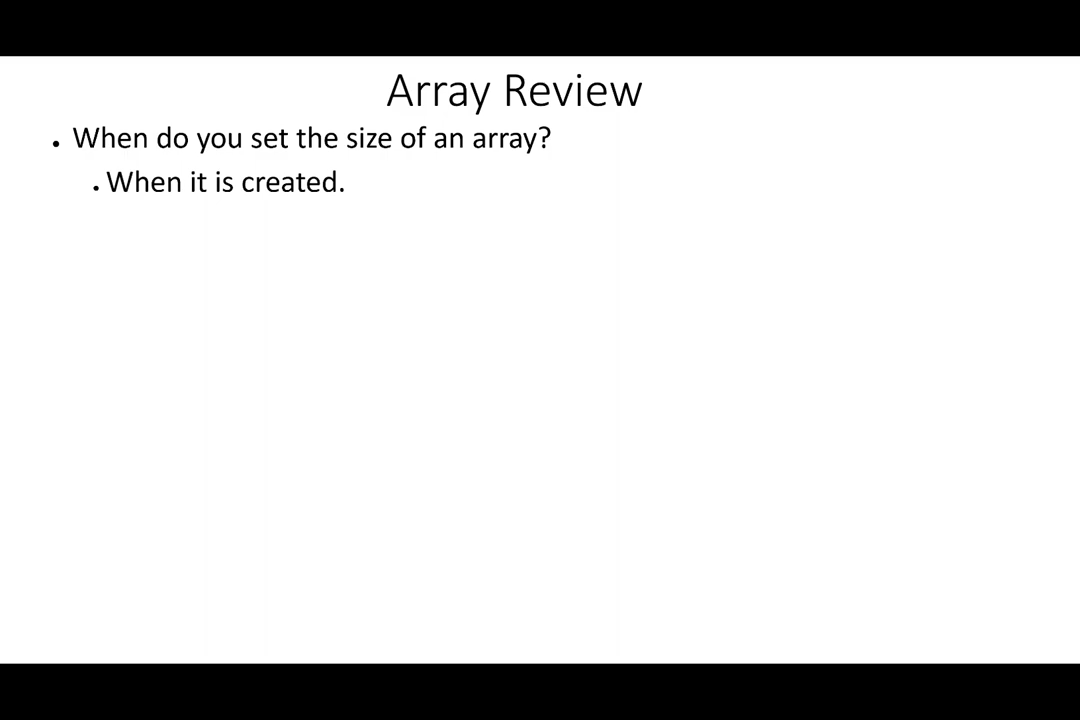 Array Review
• When do you set the size of an array?
• When it is created.